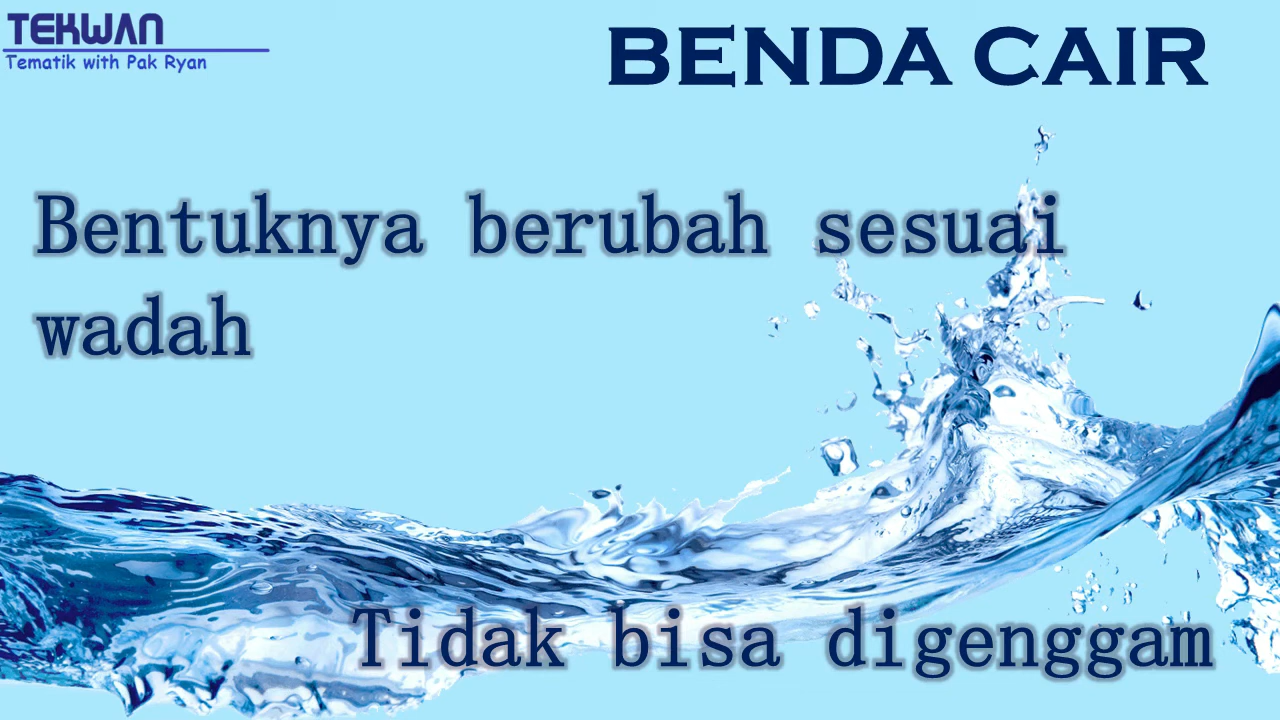 TEKWAN
Tematik with Pak Ryan
BENDA CAIR
Bentuknya berubah sesuai
wadah
Tidak bisa digenggam